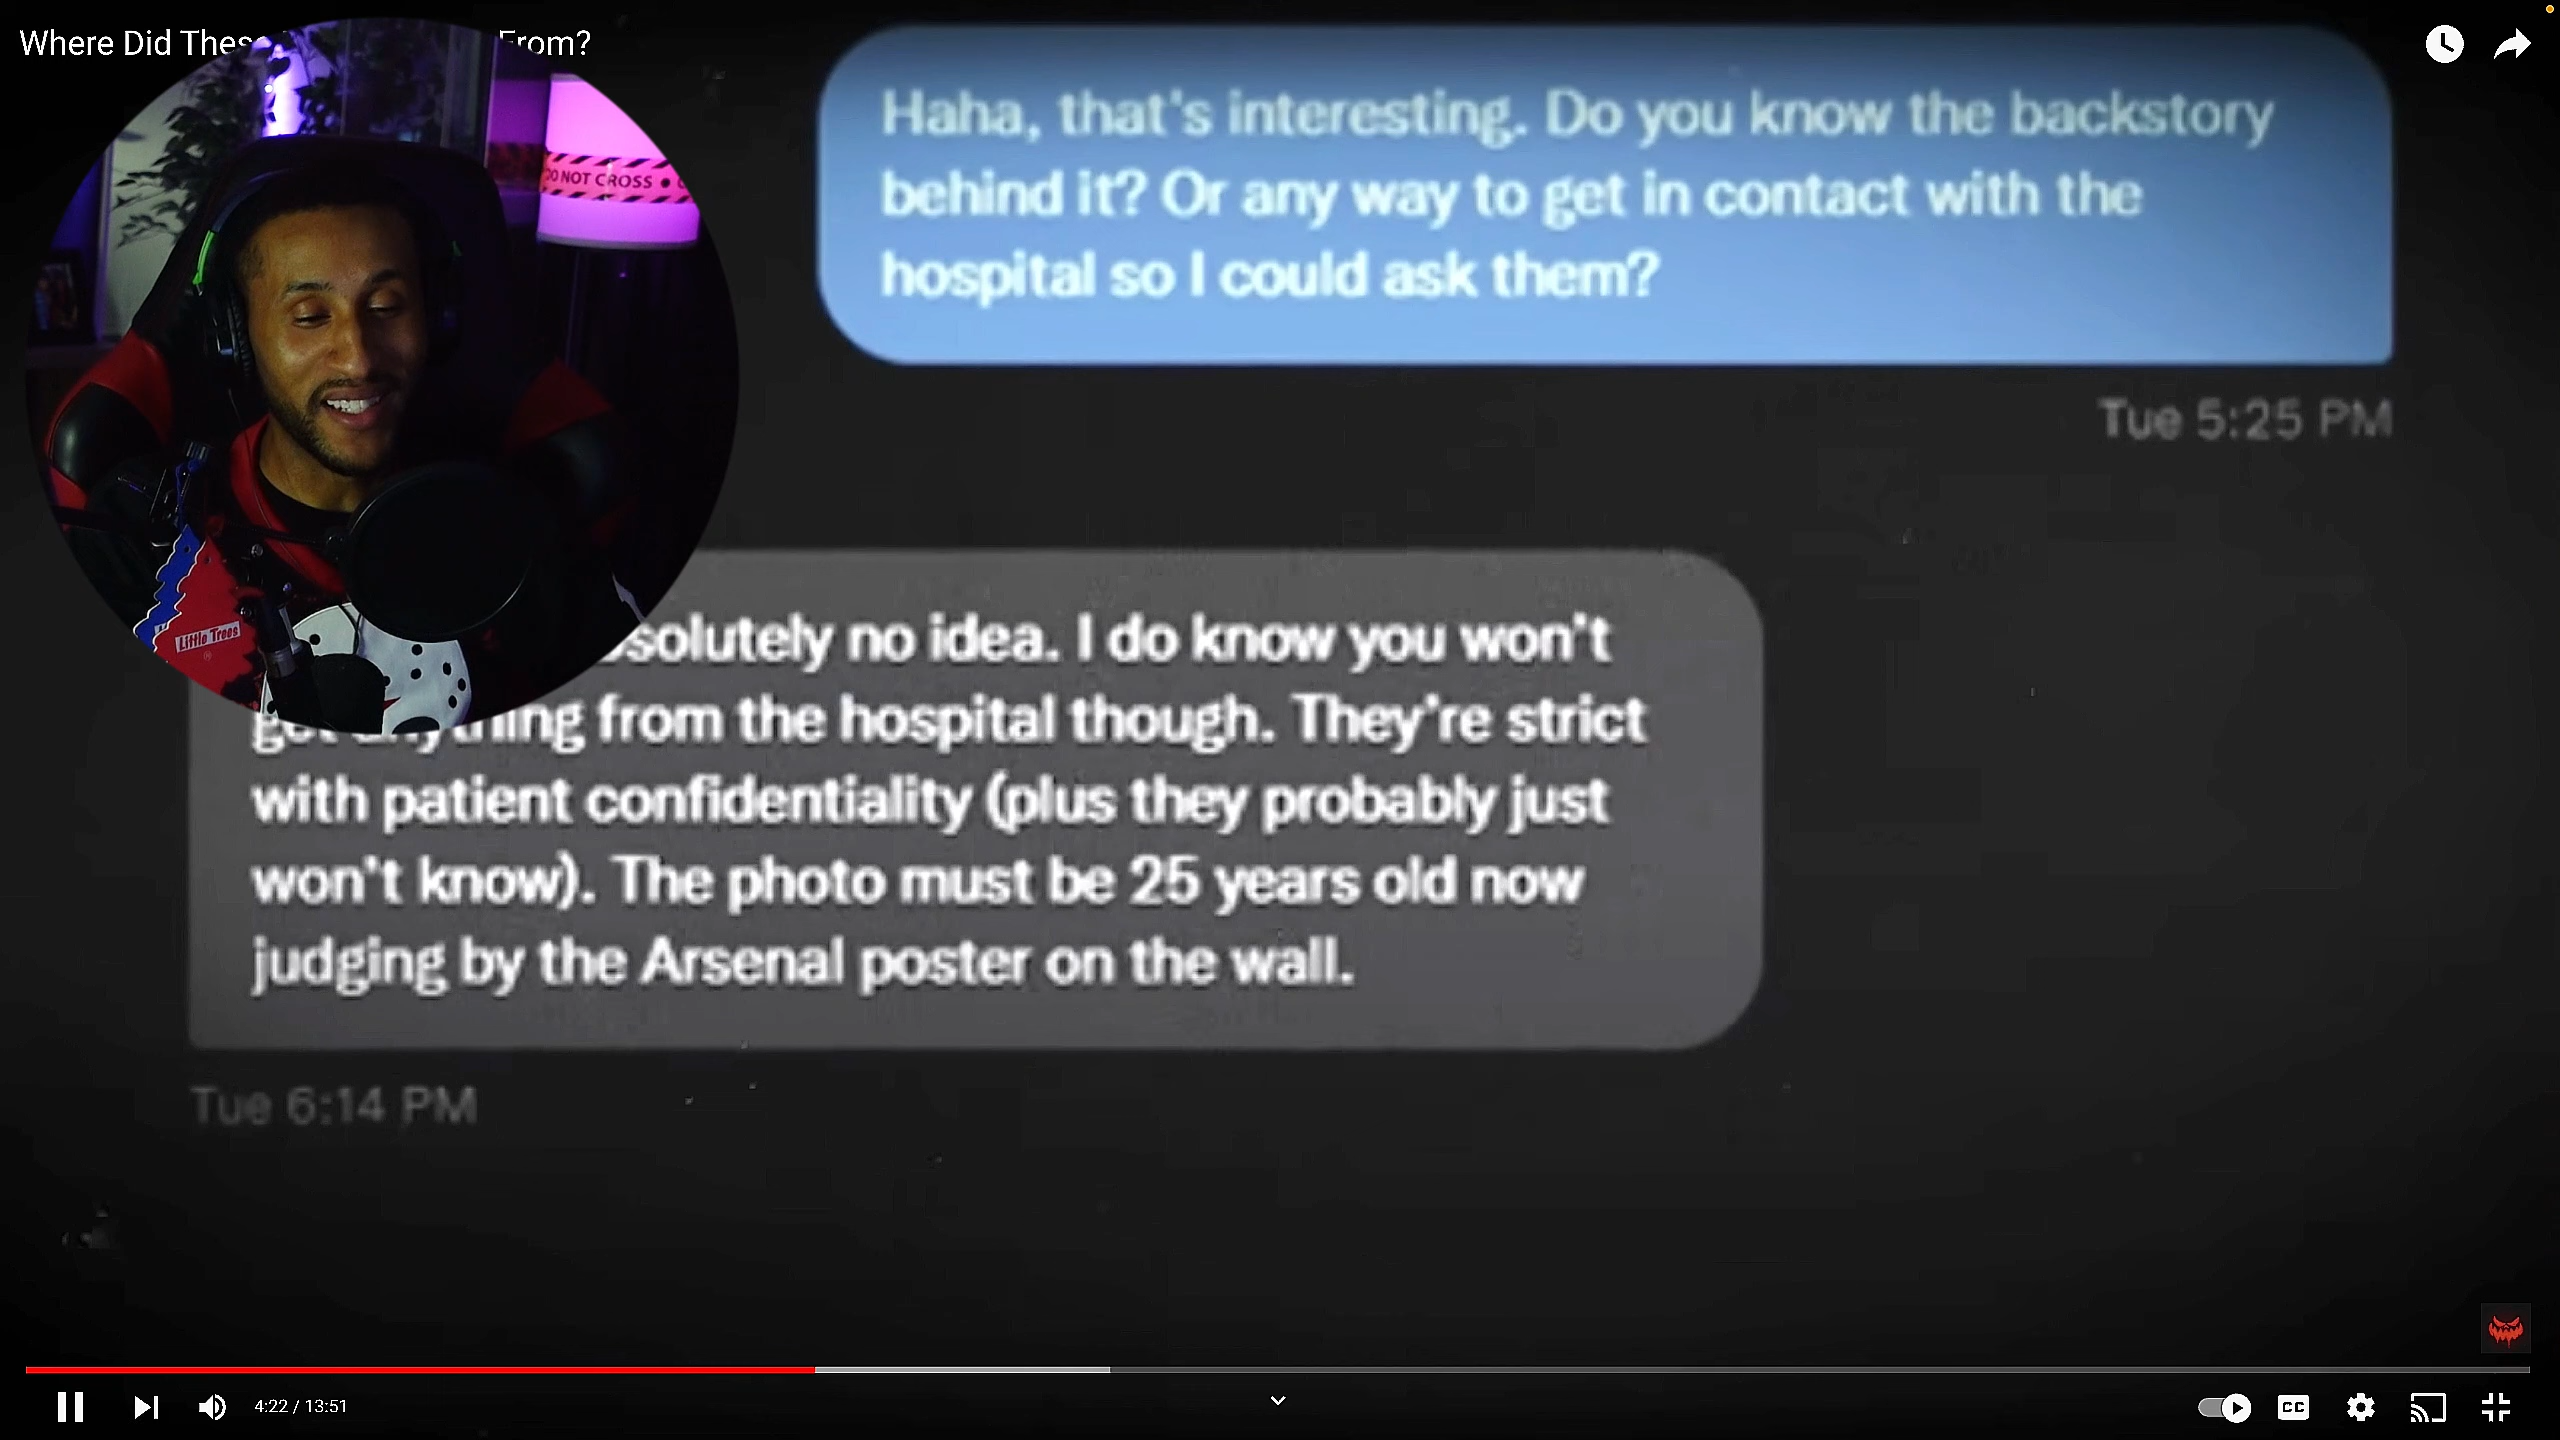 Where Did These From?
Haha, that's interesting. Do you know the backstory
behind it? Or any way to get in contact with the
hospital so I could ask them?
Tue 5:25 PM
DO NOT CROSS
Little Trees
solutely no idea. I do know you won't
get anything from the hospital though. They're strict
with patient confidentiality (plus they probably just
won't know). The photo must be 25 years old now
judging by the Arsenal poster on the wall.
Tue 6:14 PM
4:22 / 13:51
CC